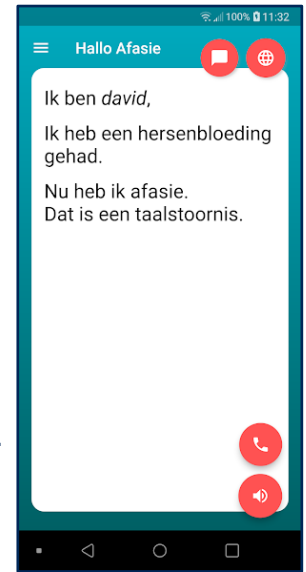 100% 11:32
Hallo Afasie
Ik ben david,
Ik heb een hersenbloeding
gehad.
Nu heb ik afasie.
Dat is een taalstoornis.